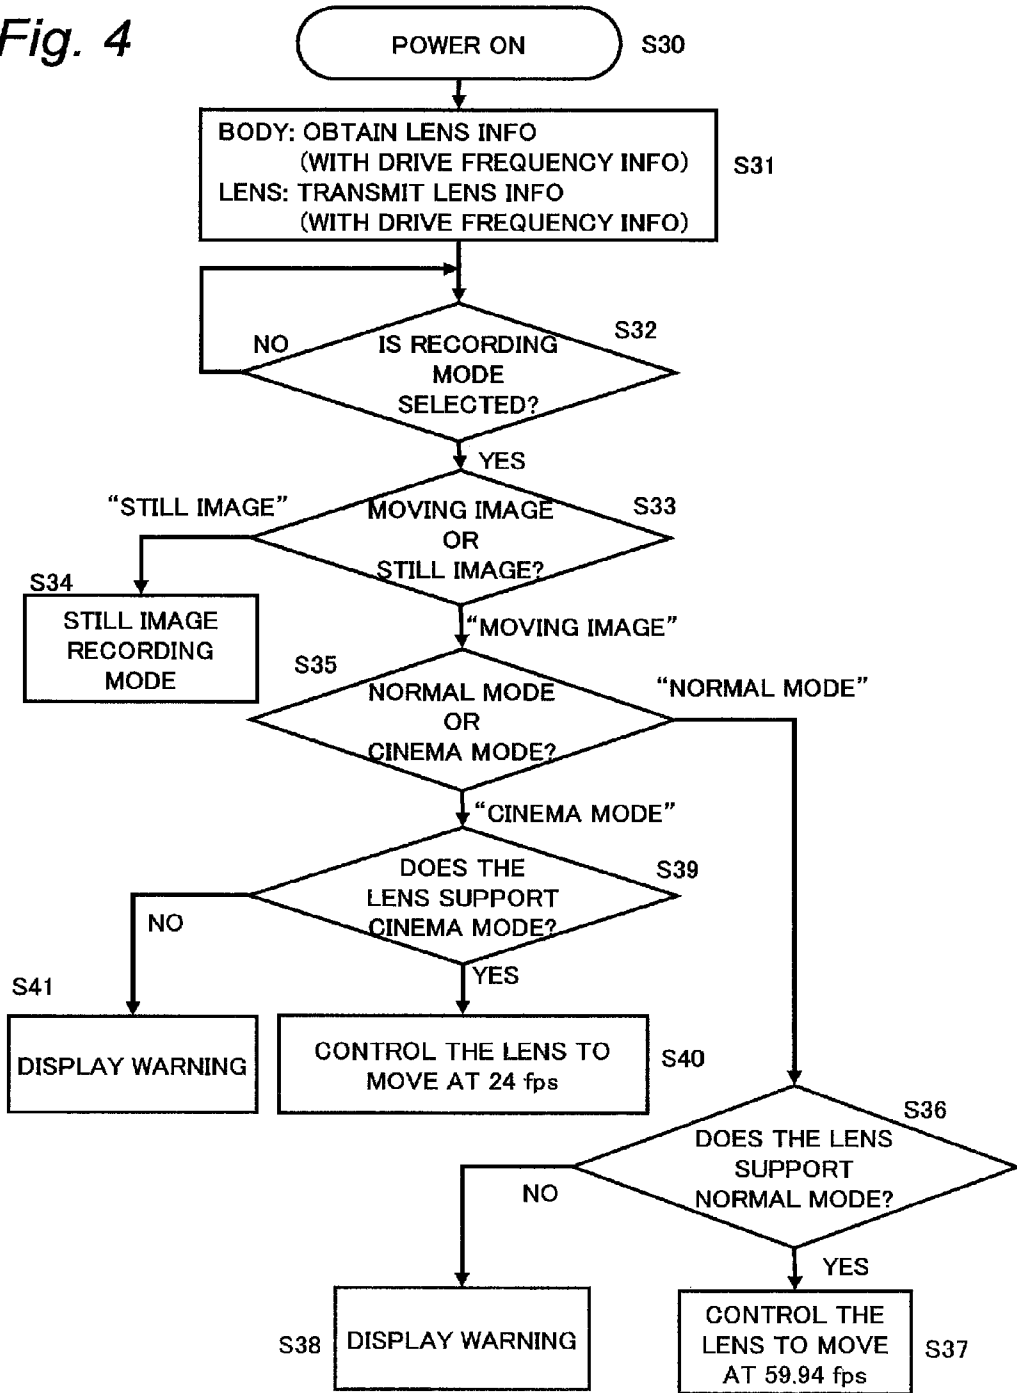 Fig. 4
POWER ON
S30
BODY: OBTAIN LENS INFO
(WITH DRIVE FREQUENCY INFO)
LENS: TRANSMIT LENS INFO
(WITH DRIVE FREQUENCY INFO)
S31
S32
NO
IS RECORDING
MODE
SELECTED?
YES
"STILL IMAGE"
S33
MOVING IMAGE
OR
STILL IMAGE?
S34
STILL IMAGE
RECORDING
MODE
"MOVING IMAGE"
S35
NORMAL MODE
OR
CINEMA MODE?
"NORMAL MODE"
"CINEMA MODE"
S39
DOES THE
LENS SUPPORT
CINEMA MODE?
NO
YES
S41
DISPLAY WARNING
CONTROL THE LENS TO
MOVE AT 24 fps
S40
S36
DOES THE LENS
SUPPORT
NORMAL MODE?
NO
YES
S38
DISPLAY WARNING
CONTROL THE
LENS TO MOVE
AT 59.94 fps
S37